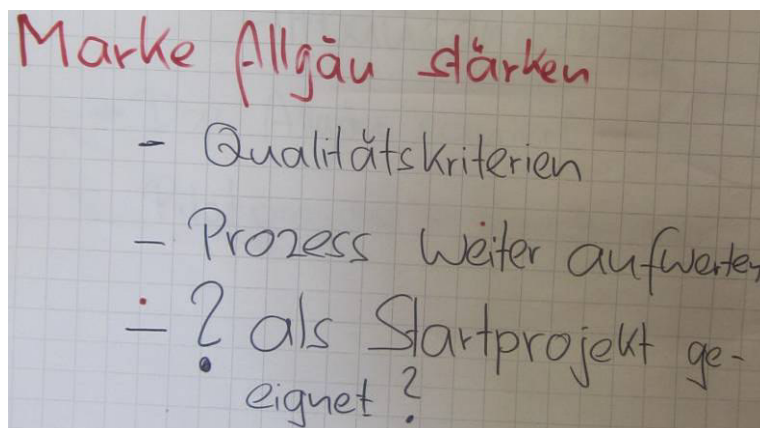 Marke Allgäu stärken
- Qualitätskriterien
- Prozess weiter aufwerten
- ? als Startprojekt ge-
eignet?